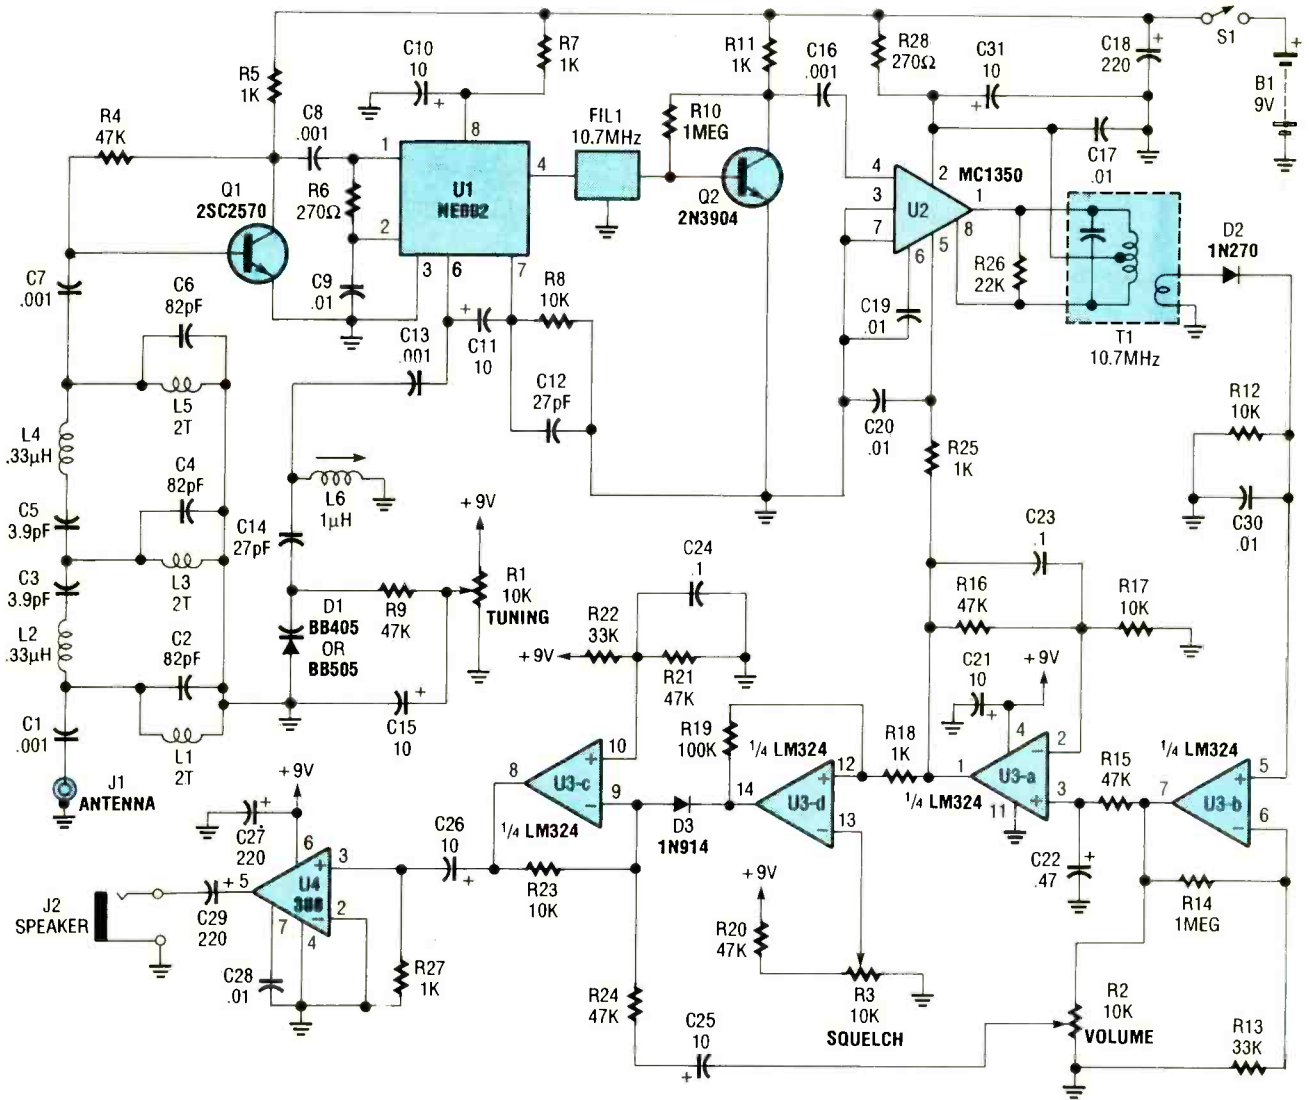 R5
1K
C10
10
+
R7
1K
R11
1K
C16
.001
R28
270Ω
C31
10
+
C18
220
+
S1
B1
9V
+
R4
47K
C8
.001
R6
270Ω
1
8
U1
2
3
6
7
4
FIL1
10.7MHz
R10
1MEG
Q2
2N3904
4
3
7
U2
2
MC1350
1
8
5
6
C17
.01
R26
22K
T1
10.7MHz
D2
1N270
Q1
2SC2570
C7
.001
C6
82pF
C9
.01
C13
.001
+
C11
10
R8
10K
C12
27pF
C19
.01
C20
.01
R25
1K
R12
10K
C30
.01
L5
2T
L4
.33µH
C4
82pF
C5
3.9pF
L3
2T
C3
3.9pF
L2
.33µH
C2
82pF
L1
2T
C1
.001
J1
ANTENNA
L6
1µH
C14
27pF
D1
BB405
OR
BB505
R9
47K
+9V
R1
10K
TUNING
C15
10
+
C24
.1
R22
33K
+9V
R21
47K
C23
.1
R16
47K
R17
10K
C21
10
+
+9V
R19
100K
¼ LM324
R18
1K
4
2
1
U3-a
3
11
¼ LM324
R15
47K
¼ LM324
7
U3-b
5
6
8
U3-c
10
9
¼ LM324
D3
1N914
14
U3-d
12
13
C22
.47
+
R14
1MEG
+9V
C27
220
+
6
3
U4
5
2
7
4
C26
10
+
R23
10K
J2
SPEAKER
C29
220
+
C28
.01
R27
1K
R24
47K
C25
10
+
+9V
R20
47K
R3
10K
SQUELCH
R2
10K
VOLUME
R13
33K